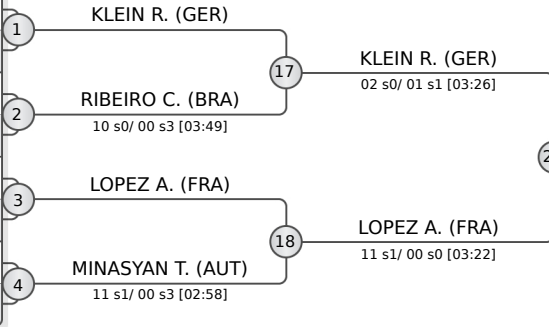 KLEIN R. (GER)
1
17
KLEIN R. (GER)
02 s0/ 01 s1 [03:26]
RIBEIRO C. (BRA)
2
10 s0/ 00 s3 [03:49]
LOPEZ A. (FRA)
3
18
LOPEZ A. (FRA)
11 s1/ 00 s0 [03:22]
MINASYAN T. (AUT)
4
11 s1/ 00 s3 [02:58]